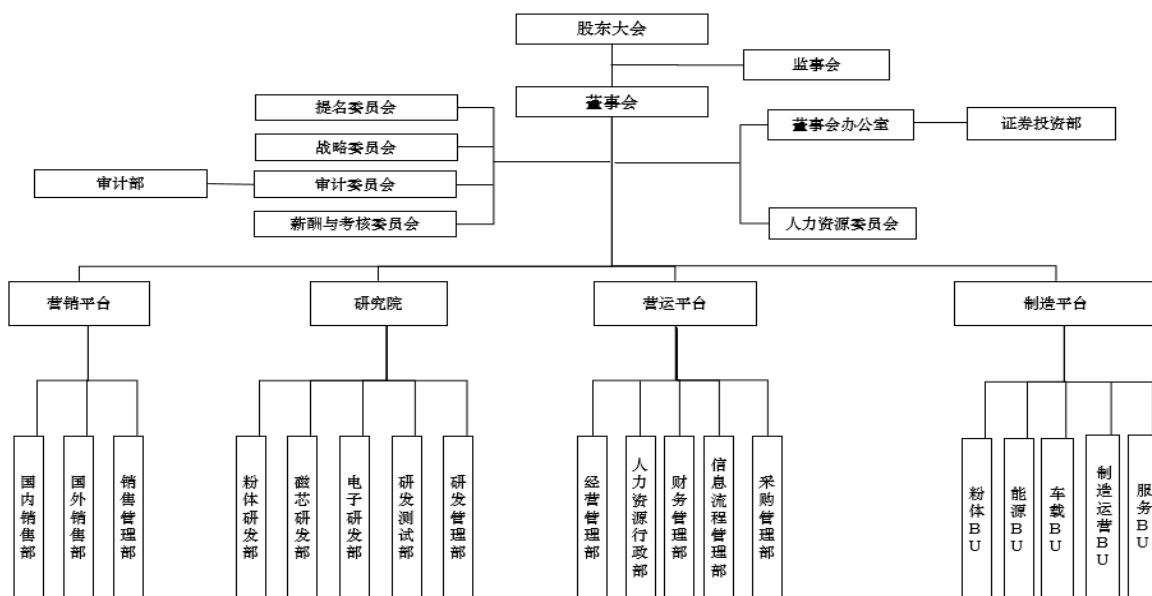 股东大会
监事会
董事会
提名委员会
董事会办公室
证券投资部
战略委员会
审计部
审计委员会
薪酬与考核委员会
人力资源委员会
营销平台
研究院
营运平台
制造平台
国内销售部
国外销售部
销售管理部
粉体研发部
磁芯研发部
电子研发部
研发测试部
研发管理部
经营管理部
人力资源行政部
财务管理部
信息流程管理部
采购管理部
粉体BU
能源BU
车载BU
制造运营BU
服务BU